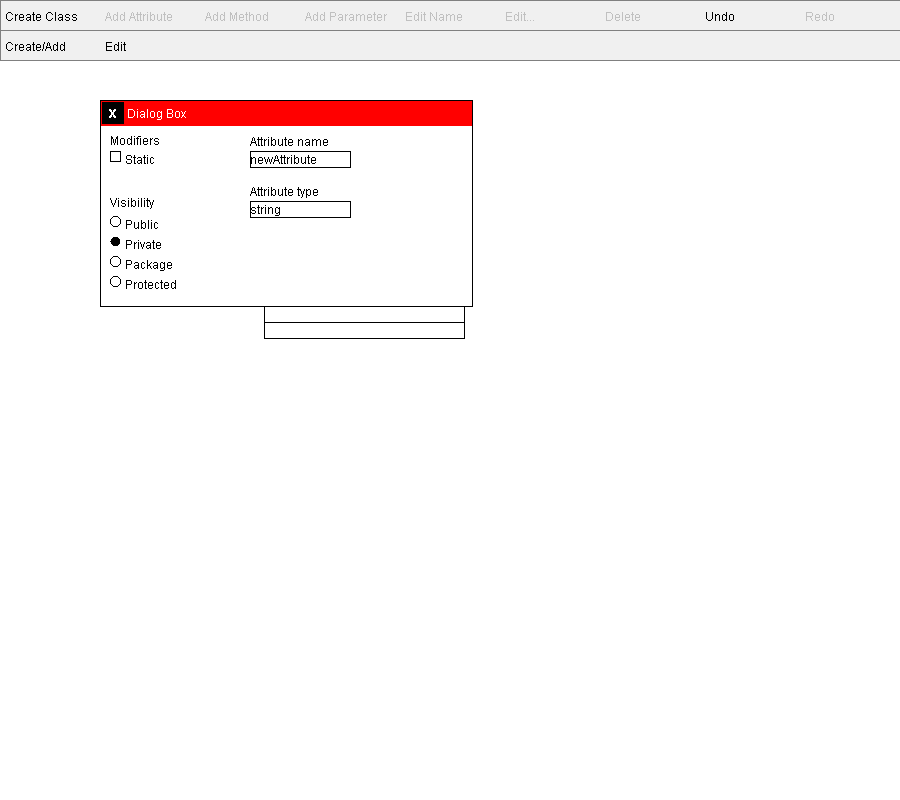 Create Class Add Attribute Add Method Add Parameter Edit Name Edit... Delete Undo Redo
Create/Add Edit
X Dialog Box
Modifiers
Static
Attribute name
newAttribute
Attribute type
string
Visibility
Public
Private
Package
Protected